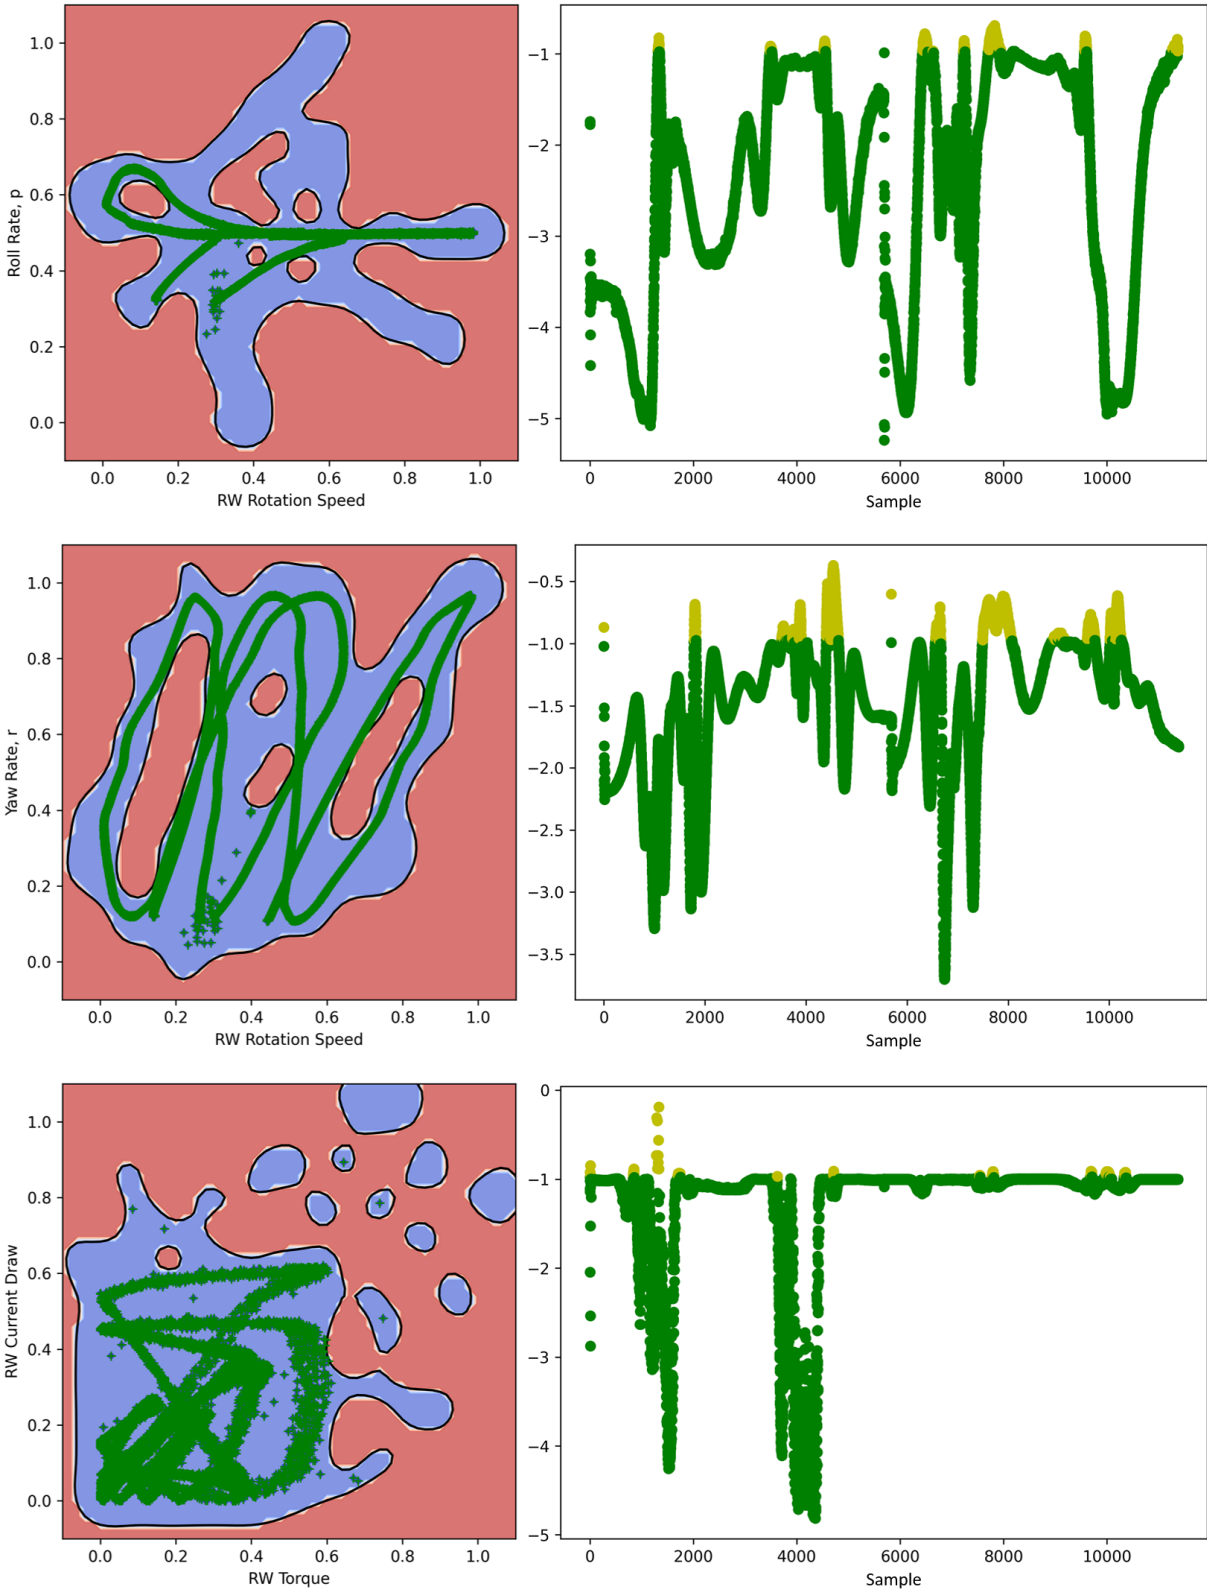 1.0
0.8
0.6
0.4
0.2
0.0
Roll Rate, p
0.0 0.2 0.4 0.6 0.8 1.0
RW Rotation Speed
−1
−2
−3
−4
−5
0 2000 4000 6000 8000 10000
Sample
1.0
0.8
0.6
0.4
0.2
0.0
Yaw Rate, r
0.0 0.2 0.4 0.6 0.8 1.0
RW Rotation Speed
−0.5
−1.0
−1.5
−2.0
−2.5
−3.0
−3.5
0 2000 4000 6000 8000 10000
Sample
1.0
0.8
0.6
0.4
0.2
0.0
RW Current Draw
0.0 0.2 0.4 0.6 0.8 1.0
RW Torque
0
−1
−2
−3
−4
−5
0 2000 4000 6000 8000 10000
Sample